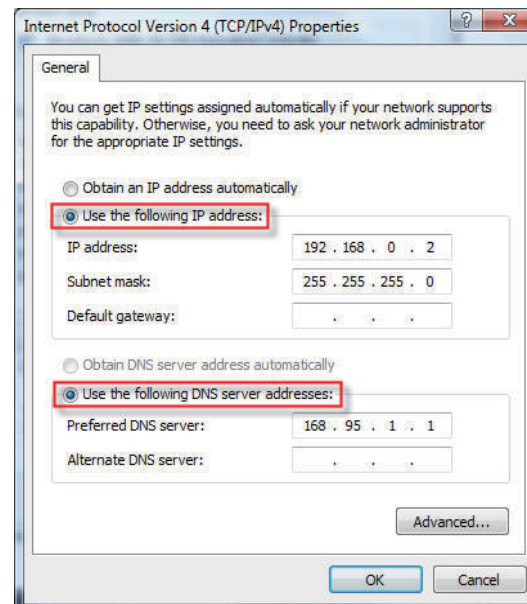 Internet Protocol Version 4 (TCP/IPv4) Properties
General
You can get IP settings assigned automatically if your network supports
this capability. Otherwise, you need to ask your network administrator
for the appropriate IP settings.
Obtain an IP address automatically
Use the following IP address:
IP address: 192 . 168 . 0 . 2
Subnet mask: 255 . 255 . 255 . 0
Default gateway: . . .
Obtain DNS server address automatically
Use the following DNS server addresses:
Preferred DNS server: 168 . 95 . 1 . 1
Alternate DNS server: . . .
Advanced...
OK Cancel